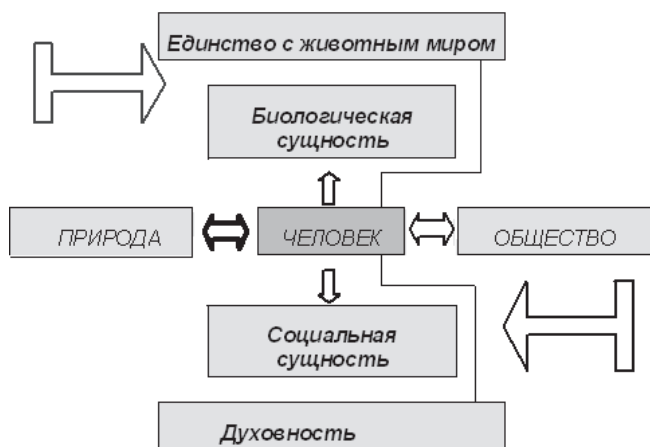 Единство с животным миром
Биологическая
сущность
ПРИРОДА
ЧЕЛОВЕК
ОБЩЕСТВО
Социальная
сущность
Духовность